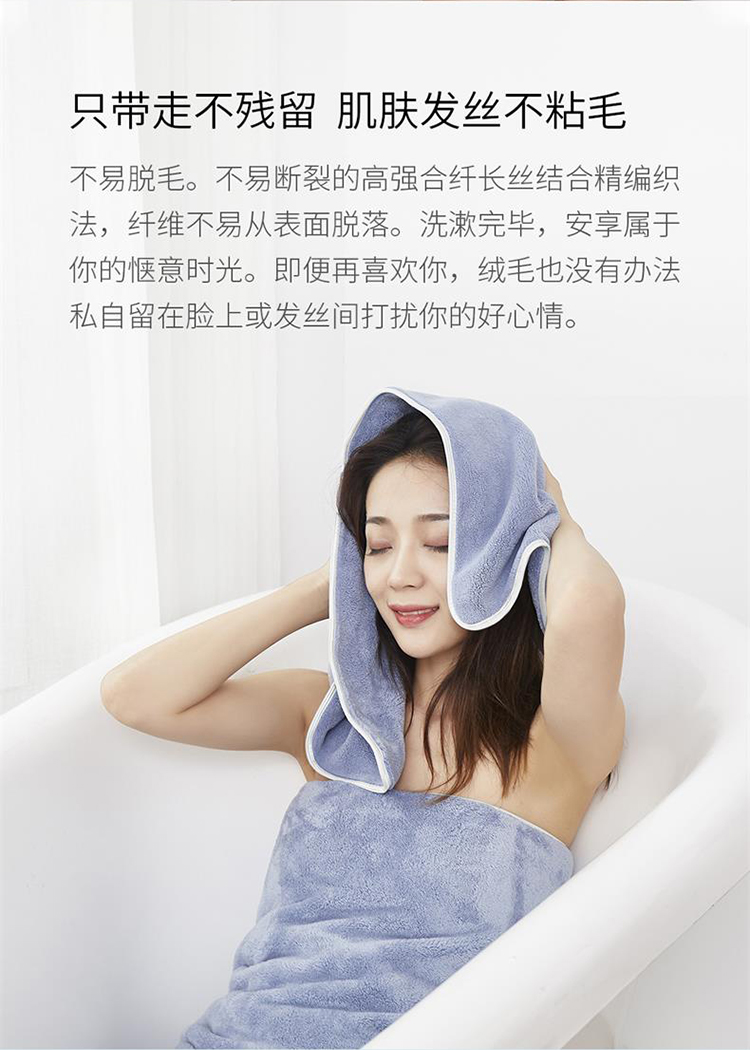 只带走不残留 肌肤发丝不粘毛
不易脱毛。不易断裂的高强合纤长丝结合精编织
法，纤维不易从表面脱落。洗漱完毕，安享属于
你的惬意时光。即便再喜欢你，绒毛也没有办法
私自留在脸上或发丝间打扰你的好心情。